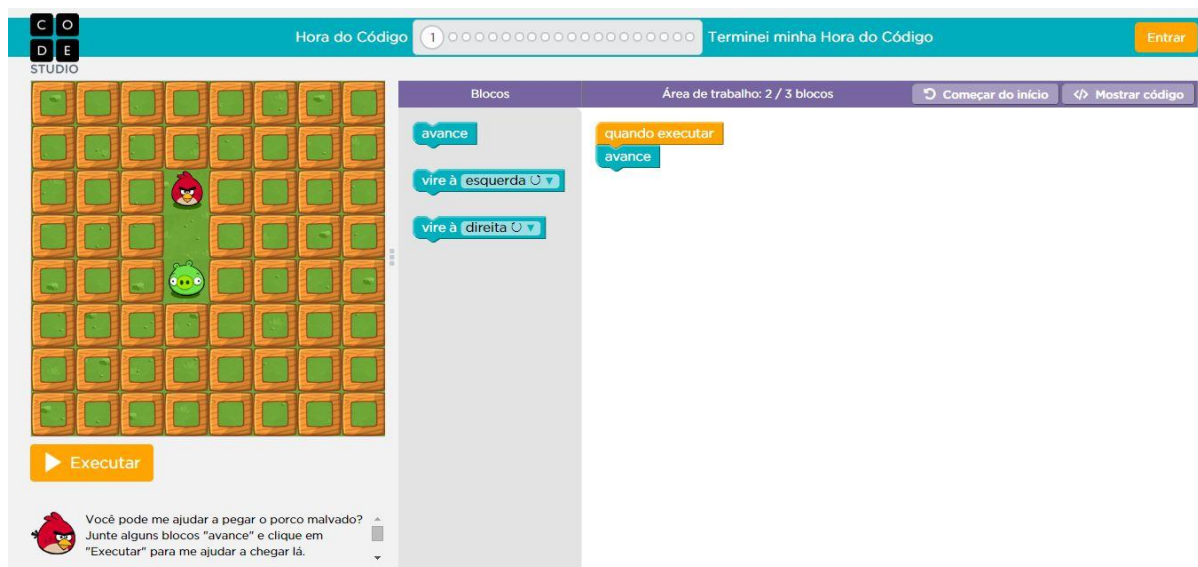 C O
D E
STUDIO
Hora do Código
1
Terminei minha Hora do Código
Entrar
Blocos
Área de trabalho: 2 / 3 blocos
Começar do início
Mostrar código
avance
vire à esquerda
vire à direita
quando executar
avance
Executar
Você pode me ajudar a pegar o porco malvado?
Junte alguns blocos "avance" e clique em
"Executar" para me ajudar a chegar lá.